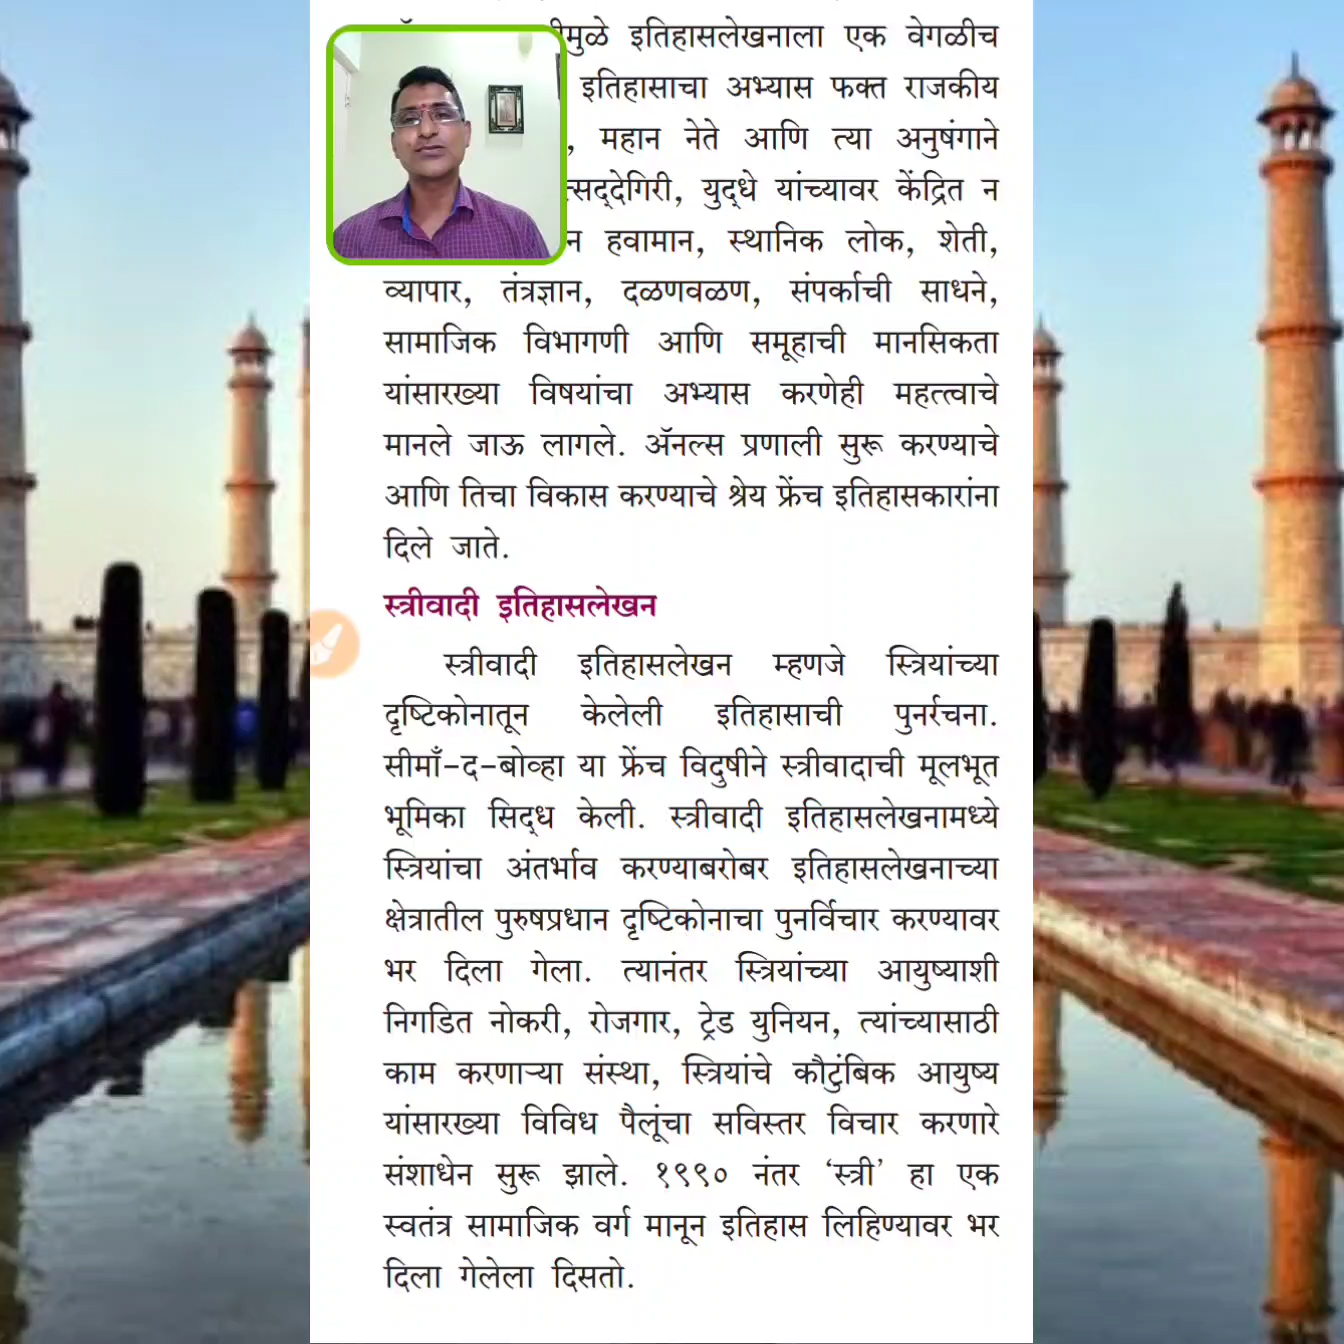 इतिहासलेखनाला एक वेगळीच
इतिहासाचा अभ्यास फक्त राजकीय
, महान नेते आणि त्या अनुषंगाने
युद्धे यांच्यावर केंद्रित न
हवामान, स्थानिक लोक, शेती,
व्यापार, तंत्रज्ञान, दळणवळण, संपर्काची साधने,
सामाजिक विभागणी आणि समूहाची मानसिकता
यांसारख्या विषयांचा अभ्यास करणेही महत्त्वाचे
मानले जाऊ लागले. ॲनल्स प्रणाली सुरू करण्याचे
आणि तिचा विकास करण्याचे श्रेय फ्रेंच इतिहासकारांना
दिले जाते.
स्त्रीवादी इतिहासलेखन
स्त्रीवादी इतिहासलेखन म्हणजे स्त्रियांच्या
दृष्टिकोनातून केलेली इतिहासाची पुनर्रचना.
सीमाँ-द-बोव्हा या फ्रेंच विदुषीने स्त्रीवादाची मूलभूत
भूमिका सिद्ध केली. स्त्रीवादी इतिहासलेखनामध्ये
स्त्रियांचा अंतर्भाव करण्याबरोबर इतिहासलेखनाच्या
क्षेत्रातील पुरुषप्रधान दृष्टिकोनाचा पुनर्विचार करण्यावर
भर दिला गेला. त्यानंतर स्त्रियांच्या आयुष्याशी
निगडित नोकरी, रोजगार, ट्रेड युनियन, त्यांच्यासाठी
काम करणाऱ्या संस्था, स्त्रियांचे कौटुंबिक आयुष्य
यांसारख्या विविध पैलूंचा सविस्तर विचार करणारे
संशाधेन सुरू झाले. १९९० नंतर ‘स्त्री’ हा एक
स्वतंत्र सामाजिक वर्ग मानून इतिहास लिहिण्यावर भर
दिला गेलेला दिसतो.